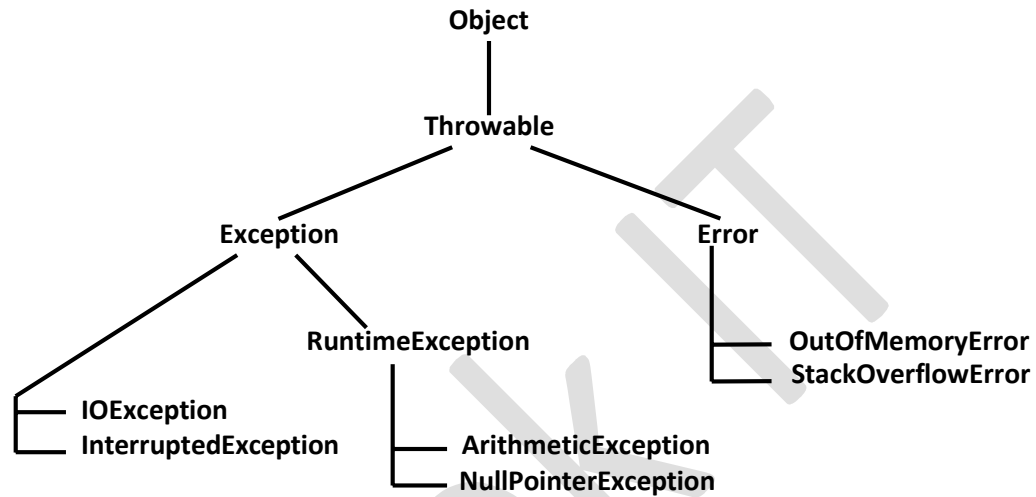 Object
Throwable
Exception
Error
RuntimeException
OutOfMemoryError
StackOverflowError
IOException
InterruptedException
ArithmeticException
NullPointerException